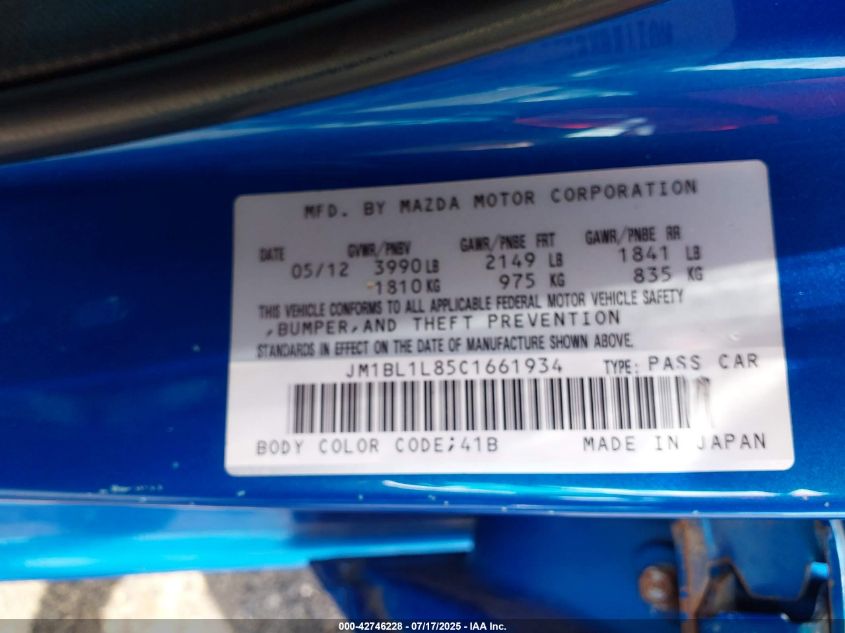 MFD. BY MAZDA MOTOR CORPORATION
DATE GVWR/PNBV GAWR/PNBE FRT GAWR/PNBE RR
05/12 3990 LB 2149 LB 1841 LB
1810 KG 975 KG 835 KG
THIS VEHICLE CONFORMS TO ALL APPLICABLE FEDERAL MOTOR VEHICLE SAFETY
,BUMPER,AND THEFT PREVENTION
STANDARDS IN EFFECT ON THE DATE OF MANUFACTURE SHOWN ABOVE.
JM1BL1L85C1661934 TYPE: PASS CAR
BODY COLOR CODE;41B MADE IN JAPAN
000-42746228 - 07/17/2025 - IAA Inc.